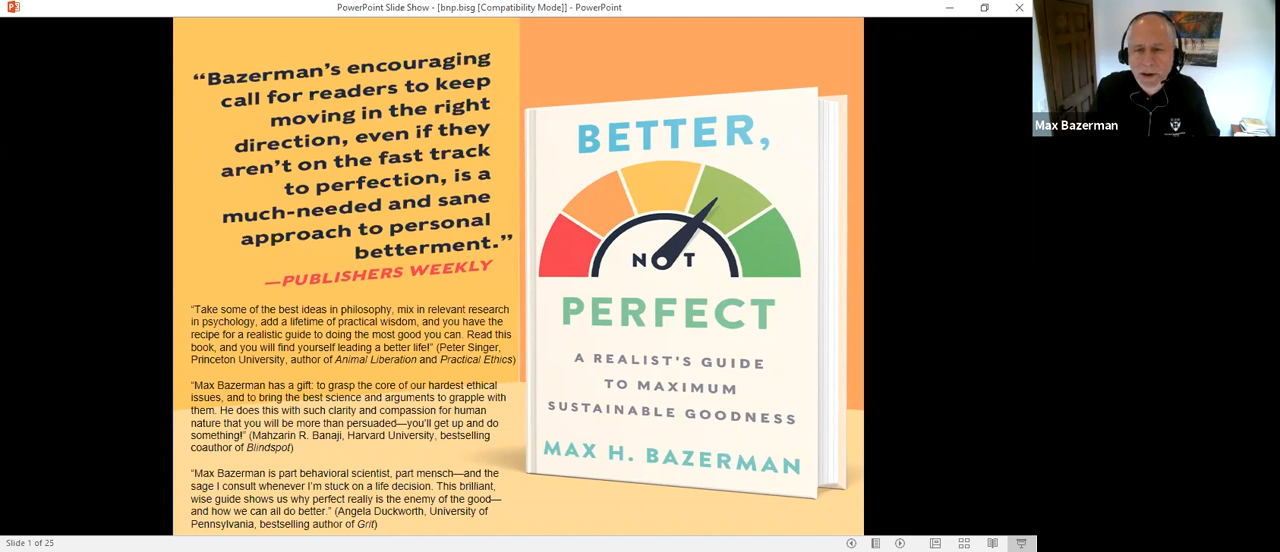 PowerPoint Slide Show - [bnp.bisg [Compatibility Mode]] - PowerPoint
“Bazerman’s encouraging
call for readers to keep
moving in the right
direction, even if they
aren’t on the fast track
to perfection, is a
much-needed and sane
approach to personal
betterment.”
—PUBLISHERS WEEKLY
“Take some of the best ideas in philosophy, mix in relevant research
in psychology, add a lifetime of practical wisdom, and you have the
recipe for a realistic guide to doing the most good you can. Read this
book, and you will find yourself leading a better life!” (Peter Singer,
Princeton University, author of Animal Liberation and Practical Ethics)
“Max Bazerman has a gift: to grasp the core of our hardest ethical
issues, and to bring the best science and arguments to grapple with
them. He does this with such clarity and compassion for human
nature that you will be more than persuaded—you’ll get up and do
something!” (Mahzarin R. Banaji, Harvard University, bestselling
coauthor of Blindspot)
“Max Bazerman is part behavioral scientist, part mensch—and the
sage I consult whenever I’m stuck on a life decision. This brilliant,
wise guide shows us why perfect really is the enemy of the good—
and how we can all do better.” (Angela Duckworth, University of
Pennsylvania, bestselling author of Grit)
BETTER,
NOT
PERFECT
A REALIST'S GUIDE
TO MAXIMUM
SUSTAINABLE GOODNESS
MAX H. BAZERMAN
Max Bazerman
Slide 1 of 25